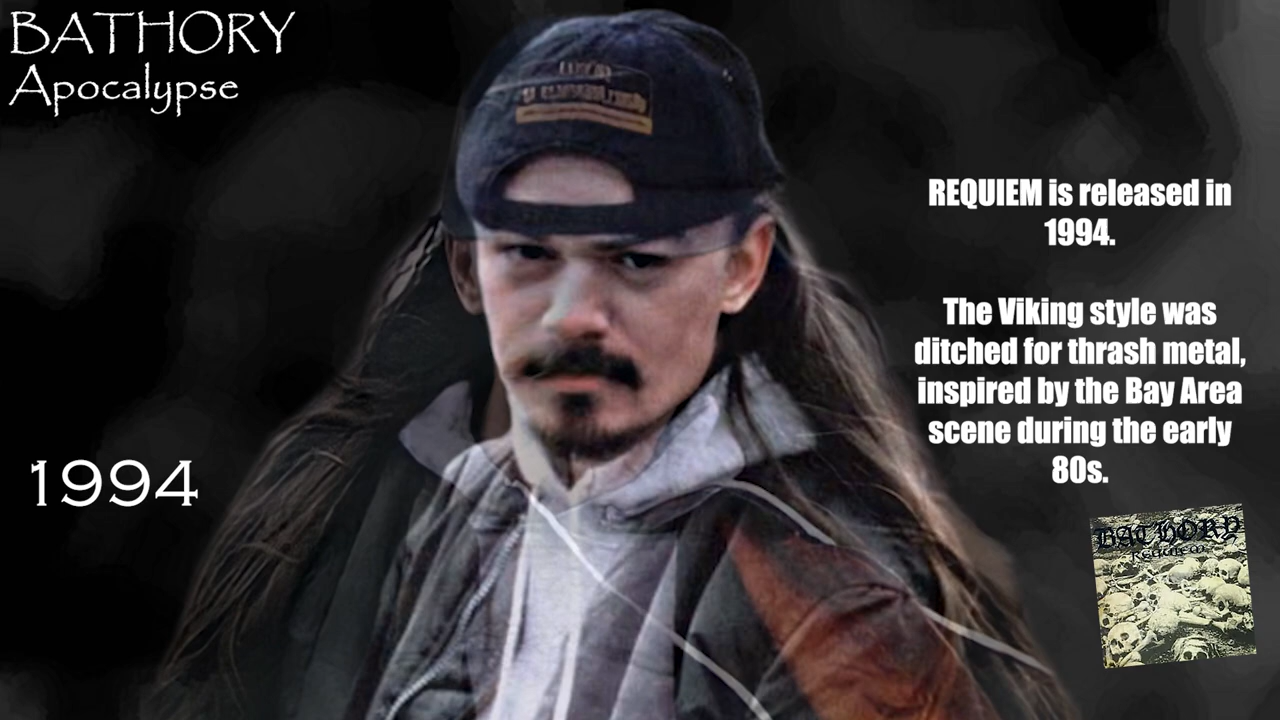 BATHORY
Apocalypse
REQUIEM is released in
1994.
The Viking style was
ditched for thrash metal,
inspired by the Bay Area
scene during the early
80s.
1994
BATHORY
REQUIEM